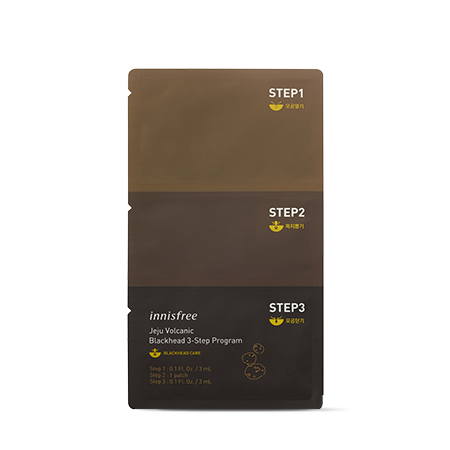 STEP1
모공열기
STEP2
피지뽑기
STEP3
모공닫기
innisfree
Jeju Volcanic
Blackhead 3-Step Program
BLACKHEAD CARE
Step 1 : 0.1 Fl. Oz. / 3 mL
Step 2 : 1 patch
Step 3 : 0.1 Fl. Oz. / 3 mL